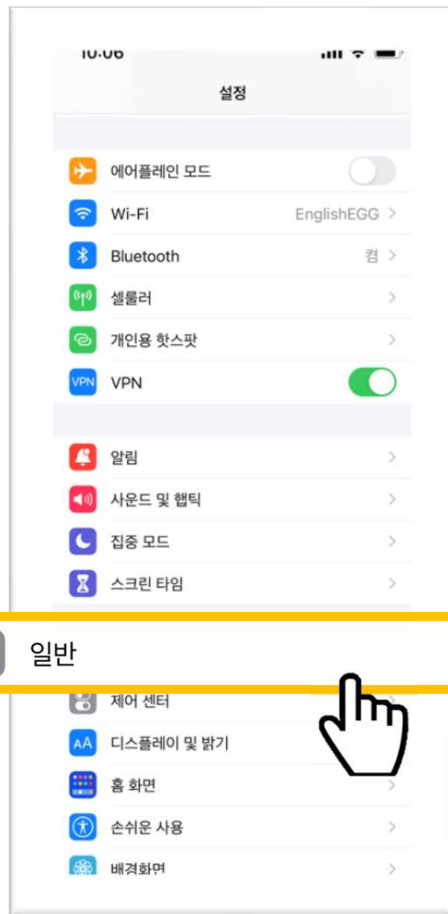 10:06
설정
에어플레인 모드
Wi-Fi EnglishEGG
Bluetooth 켬
셀룰러
개인용 핫스팟
VPN VPN
알림
사운드 및 햅틱
집중 모드
스크린 타임
일반
제어 센터
AA 디스플레이 및 밝기
홈 화면
손쉬운 사용
배경화면